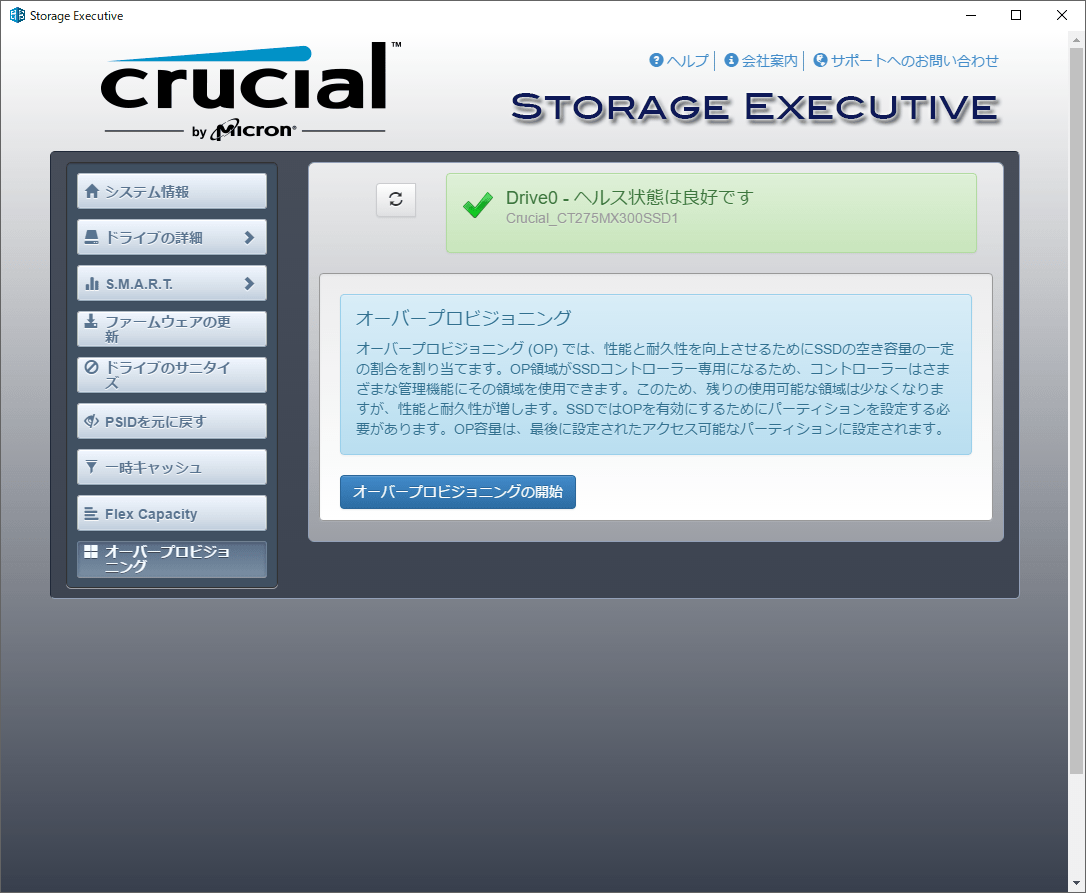 Storage Executive
crucial™
by Micron®
ヘルプ
会社案内
サポートへのお問い合わせ
STORAGE EXECUTIVE
システム情報
ドライブの詳細
S.M.A.R.T.
ファームウェアの更
新
ドライブのサニタイ
ズ
PSIDを元に戻す
一時キャッシュ
Flex Capacity
オーバープロビジョ
ニング
Drive0 - ヘルス状態は良好です
Crucial_CT275MX300SSD1
オーバープロビジョニング
オーバープロビジョニング (OP) では、性能と耐久性を向上させるためにSSDの空き容量の一定
の割合を割り当てます。OP領域がSSDコントローラー専用になるため、コントローラーはさま
ざまな管理機能にその領域を使用できます。このため、残りの使用可能な領域は少なくなりま
すが、性能と耐久性が増します。SSDではOPを有効にするためにパーティションを設定する必
要があります。OP容量は、最後に設定されたアクセス可能なパーティションに設定されます。
オーバープロビジョニングの開始